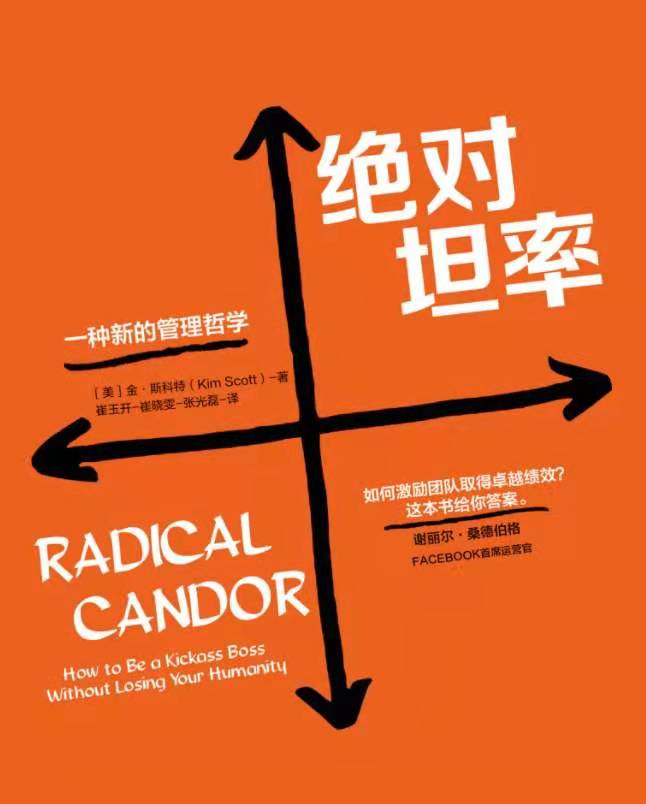 绝对
坦率
一种新的管理哲学
［美］金·斯科特（Kim Scott）–著
崔玉开–崔晓雯–张光磊–译
如何激励团队取得卓越绩效？
这本书给你答案。
谢丽尔·桑德伯格
FACEBOOK首席运营官
RADICAL
CANDOR
How to Be a Kickass Boss
Without Losing Your Humanity